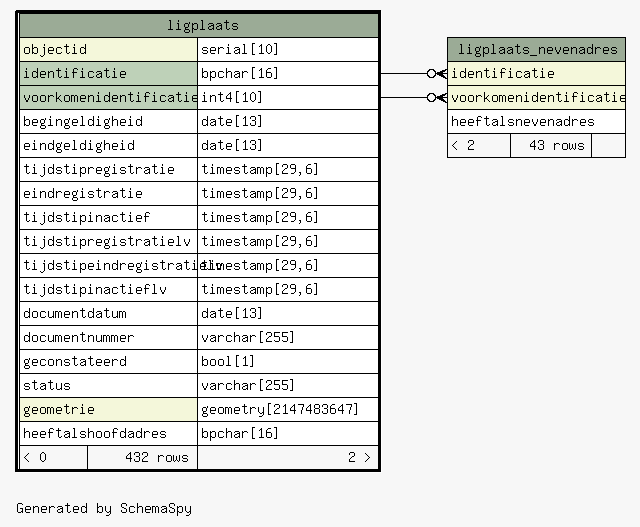 ligplaats
objectid serial[10]
identificatie bpchar[16]
voorkomenidentificatie int4[10]
begingeldigheid date[13]
eindgeldigheid date[13]
tijdstipregistratie timestamp[29,6]
eindregistratie timestamp[29,6]
tijdstipinactief timestamp[29,6]
tijdstipregistratielv timestamp[29,6]
tijdstipeindregistratielv timestamp[29,6]
tijdstipinactieflv timestamp[29,6]
documentdatum date[13]
documentnummer varchar[255]
geconstateerd bool[1]
status varchar[255]
geometrie geometry[2147483647]
heeftalshoofdadres bpchar[16]
< 0 432 rows 2 >
ligplaats_nevenadres
identificatie
voorkomenidentificatie
heeftalsnevenadres
< 2 43 rows
Generated by SchemaSpy